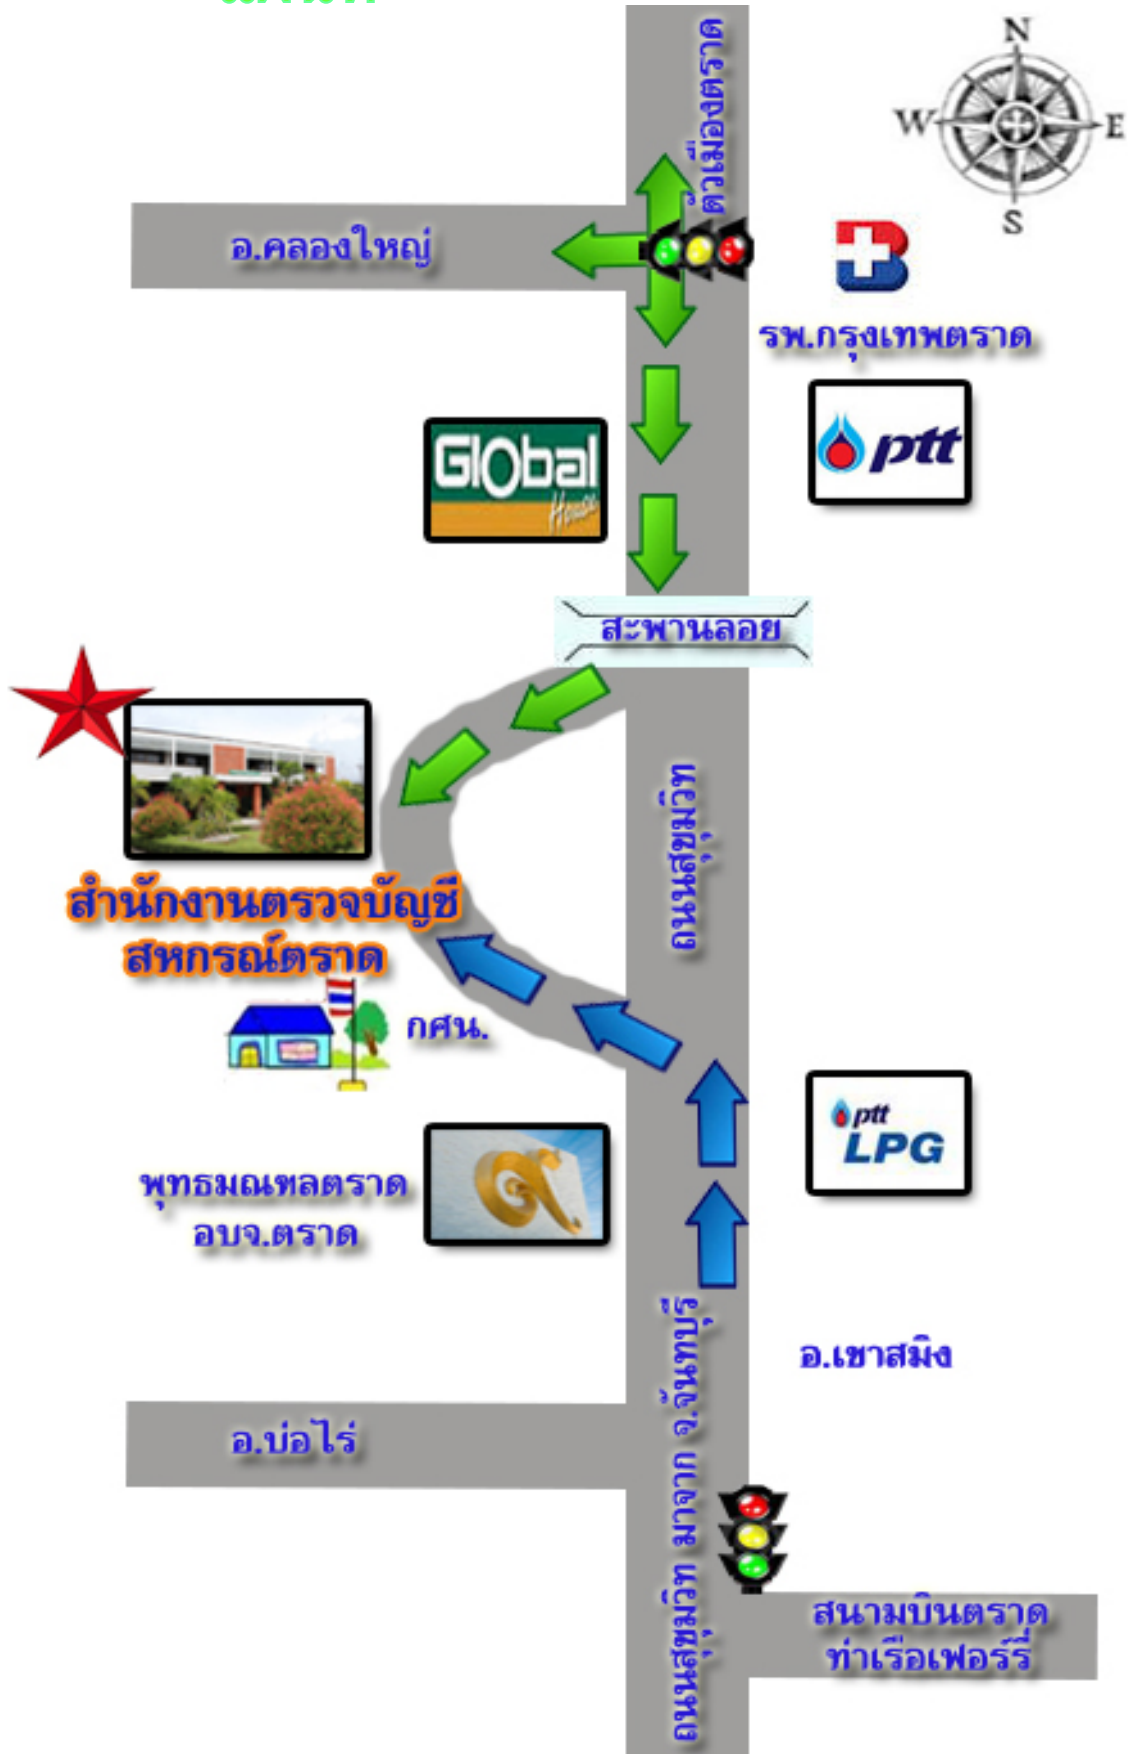 N
ตัวเมืองตราด
W
E
S
อ.คลองใหญ่
B
รพ.กรุงเทพตราด
ptt
Global
House
สะพานลอย
ถนนสุขุมวิท
สำนักงานตรวจบัญชี
สหกรณ์ตราด
กศน.
ptt
LPG
พุทธมณฑลตราด
อบจ.ตราด
ถนนสุขุมวิท มาจาก จ.จันทบุรี
อ.เขาสมิง
อ.บ่อไร่
สนามบินตราด
ท่าเรือเฟอร์รี่